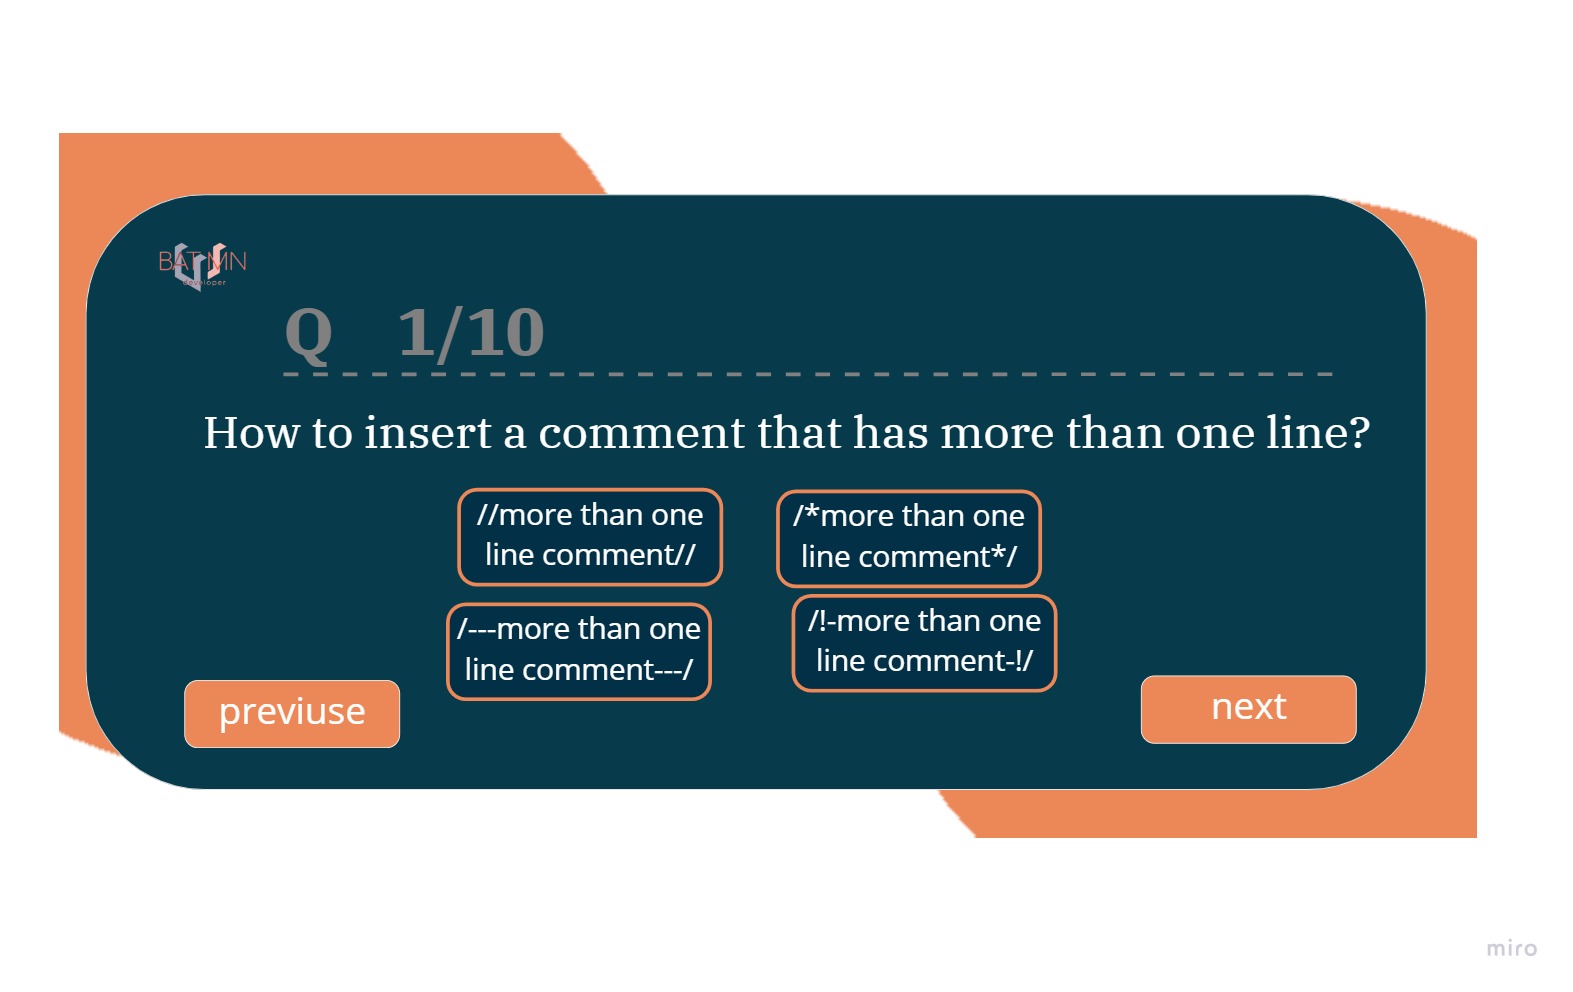 BATMN
developer
Q 1/10
How to insert a comment that has more than one line?
//more than one
line comment//
/*more than one
line comment*/
/---more than one
line comment---/
/!-more than one
line comment-!/
previuse
next
miro